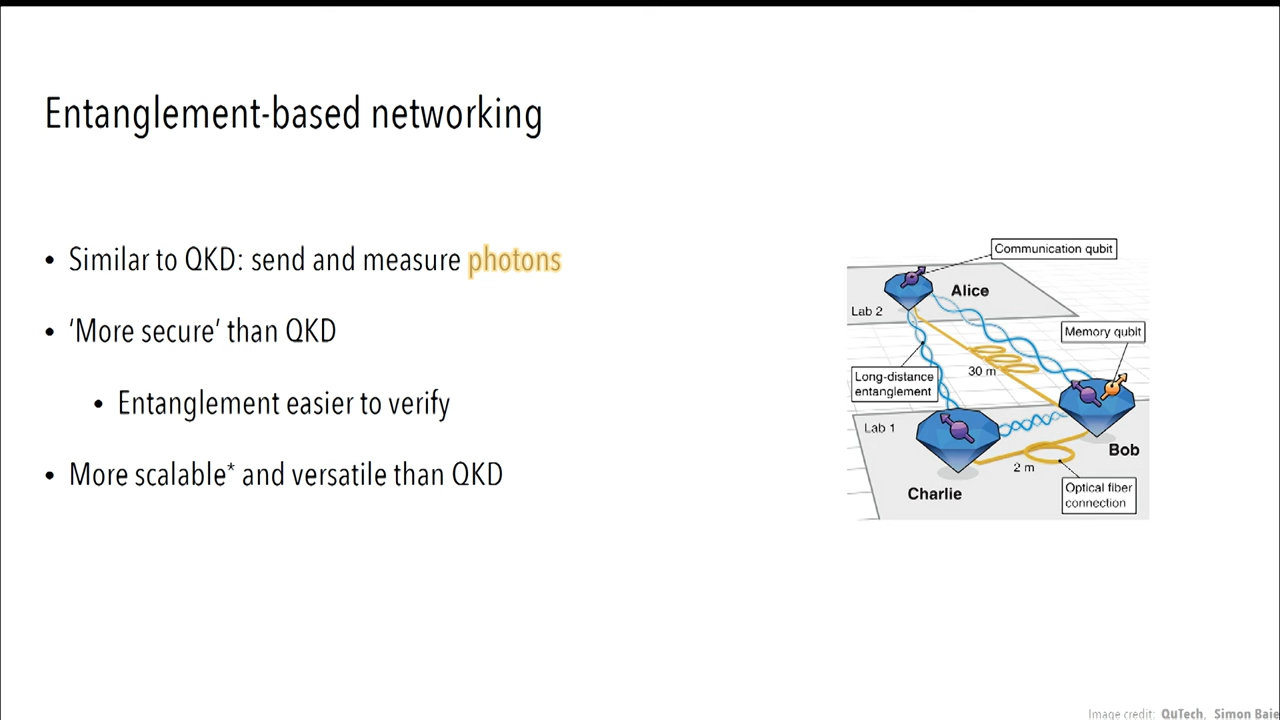 Entanglement-based networking
• Similar to QKD: send and measure photons
• ‘More secure‘ than QKD
• Entanglement easier to verify
• More scalable* and versatile than QKD
Communication qubit
Alice
Lab 2
Memory qubit
30 m
Long-distance
entanglement
Lab 1
Bob
2 m
Charlie
Optical fiber
connection
Image credit: QuTech, Simon Baie